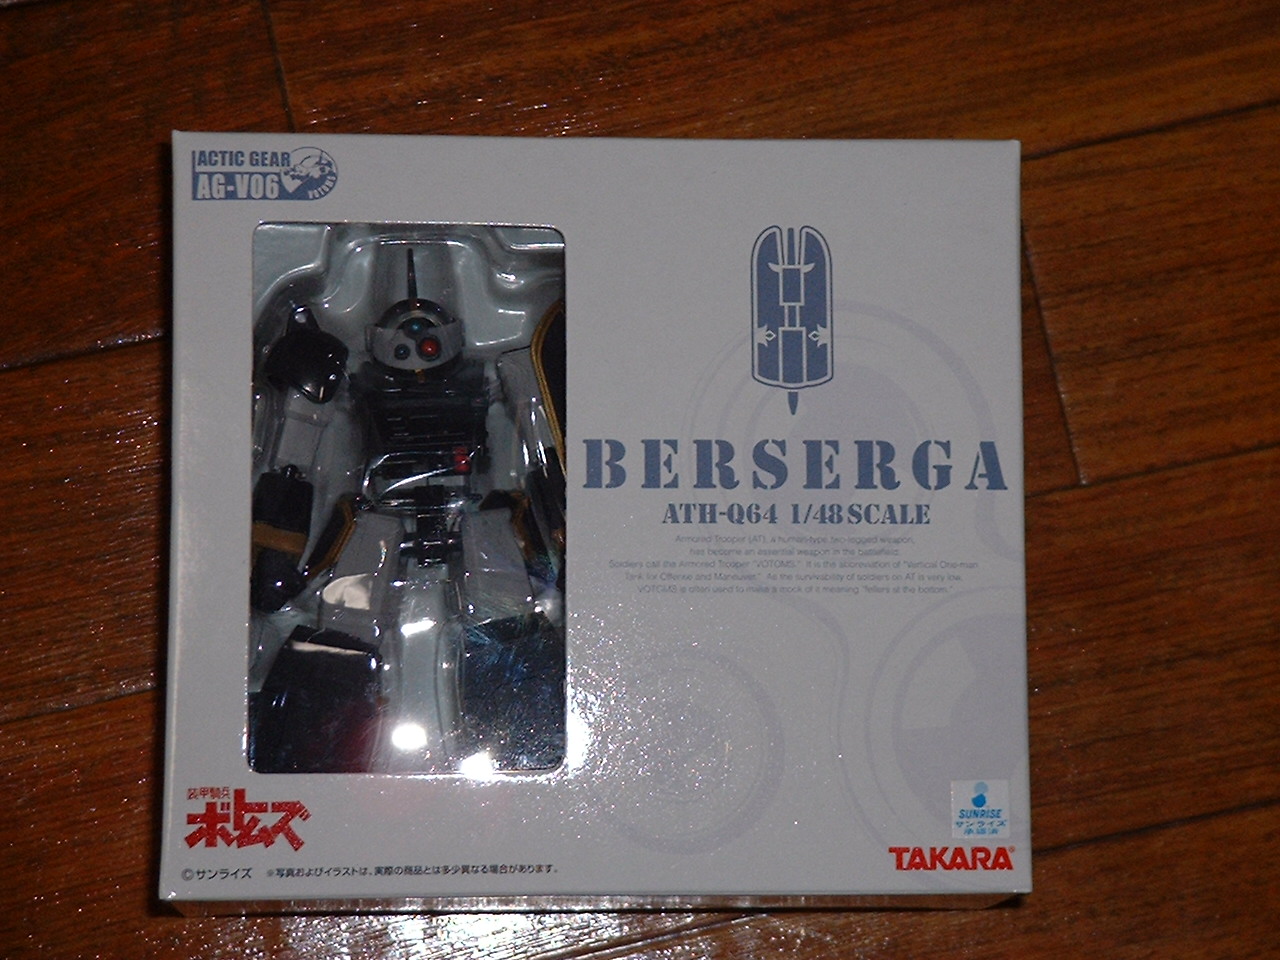 ACTIC GEAR
AG-V06
VOTOMS
BERSERGA
ATH-Q64 1/48 SCALE
Armored Trooper (AT), a human-type two-legged weapon,
has become an essential weapon in the battlefield.
Soldiers call the Armored Trooper "VOTOMS." It is the abbreviation of "Vertical One-man
Tank for Offense and Maneuver." As the survivability of soldiers on AT is very low,
VOTOMS is often used to make a mock of it meaning "fellers at the bottom."
装甲騎兵
ボトムズ
SUNRISE
サンライズ
承認済
TAKARA®
©サンライズ ※写真およびイラストは、実際の商品とは多少異なる場合があります。